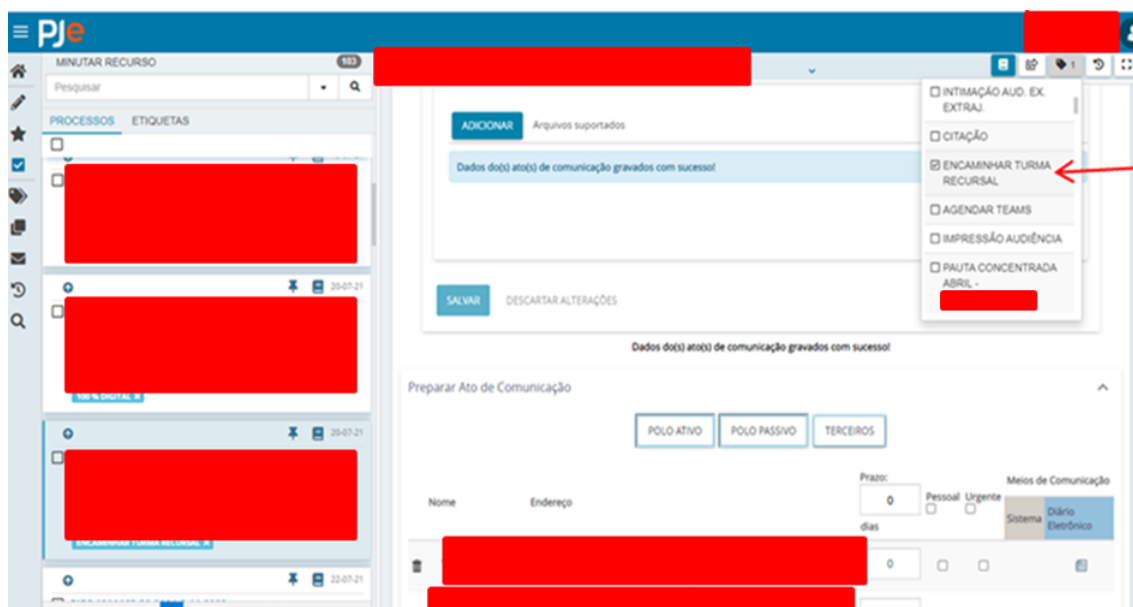 PJe
MINUTAR RECURSO
103
Pesquisar
PROCESSOS ETIQUETAS
20-07-21
100% DIGITAL ×
20-07-21
22-07-21
1
ADICIONAR Arquivos suportados
Dados do(s) ato(s) de comunicação gravados com sucesso!
SALVAR DESCARTAR ALTERAÇÕES
Dados do(s) ato(s) de comunicação gravados com sucesso!
INTIMAÇÃO AUD. EX.
EXTRAJ.
CITAÇÃO
ENCAMINHAR TURMA
RECURSAL
AGENDAR TEAMS
IMPRESSÃO AUDIÊNCIA
PAUTA CONCENTRADA
ABRIL -
Preparar Ato de Comunicação
POLO ATIVO POLO PASSIVO TERCEIROS
Nome Endereço
Prazo:
0
dias
Pessoal Urgente
Meios de Comunicação
Sistema
Diário
Eletrônico
0